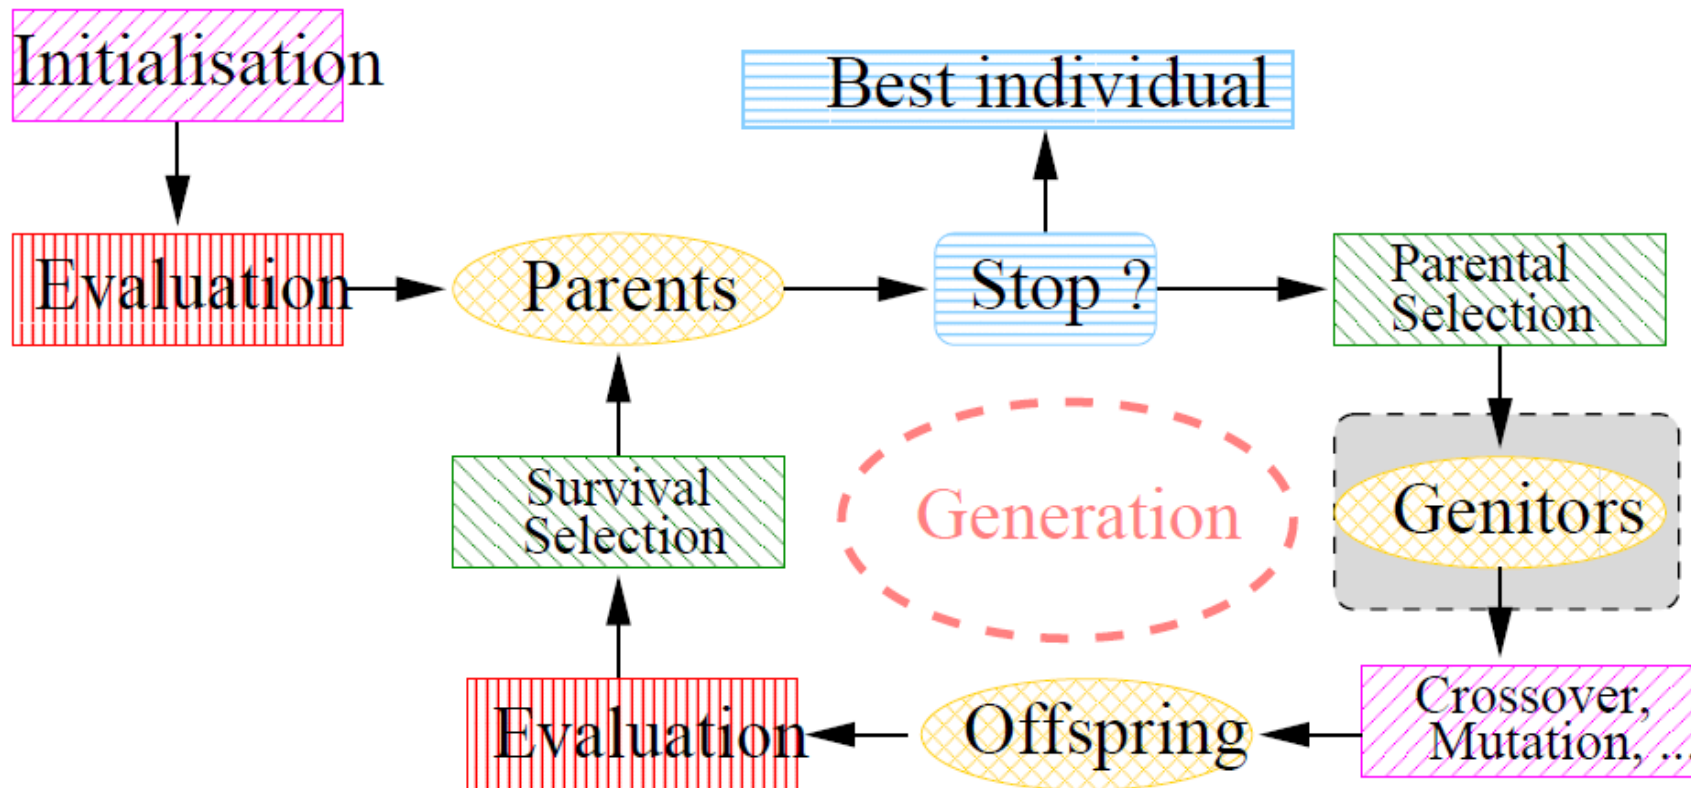 Initialisation
Best individual
Evaluation
Parents
Stop ?
Parental
Selection
Survival
Selection
Generation
Genitors
Evaluation
Offspring
Crossover,
Mutation, ...